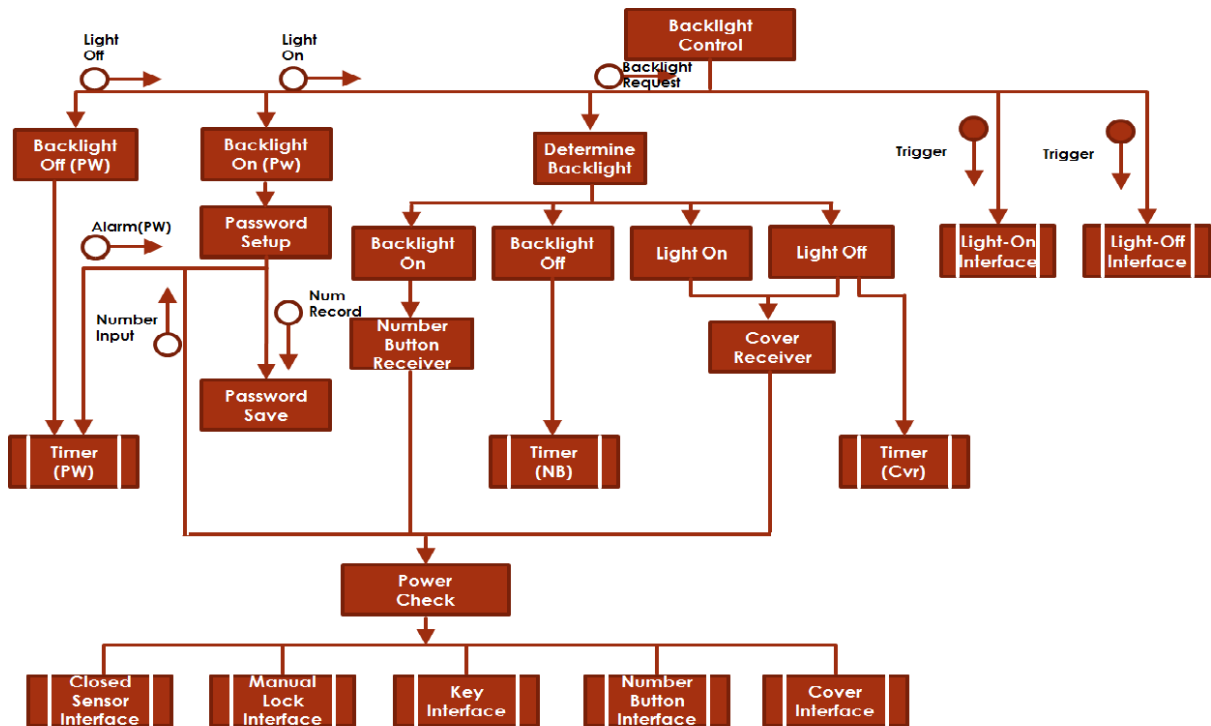 Backlight
Control
Light
Off
Light
On
Backlight
Request
Backlight
Off (PW)
Backlight
On (Pw)
Determine
Backlight
Trigger
Trigger
Alarm(PW)
Password
Setup
Backlight
On
Backlight
Off
Light On
Light Off
Light-On
Interface
Light-Off
Interface
Number
Input
Num
Record
Number
Button
Receiver
Cover
Receiver
Password
Save
Timer
(PW)
Timer
(NB)
Timer
(Cvr)
Power
Check
Closed
Sensor
Interface
Manual
Lock
Interface
Key
Interface
Number
Button
Interface
Cover
Interface